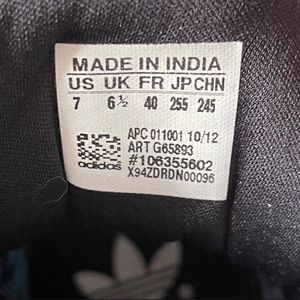 MADE IN INDIA
US UK FR JP CHN
7 6½ 40 255 245
APC 011001 10/12
ART G65893
#106355602
adidas X94ZDRDN00096